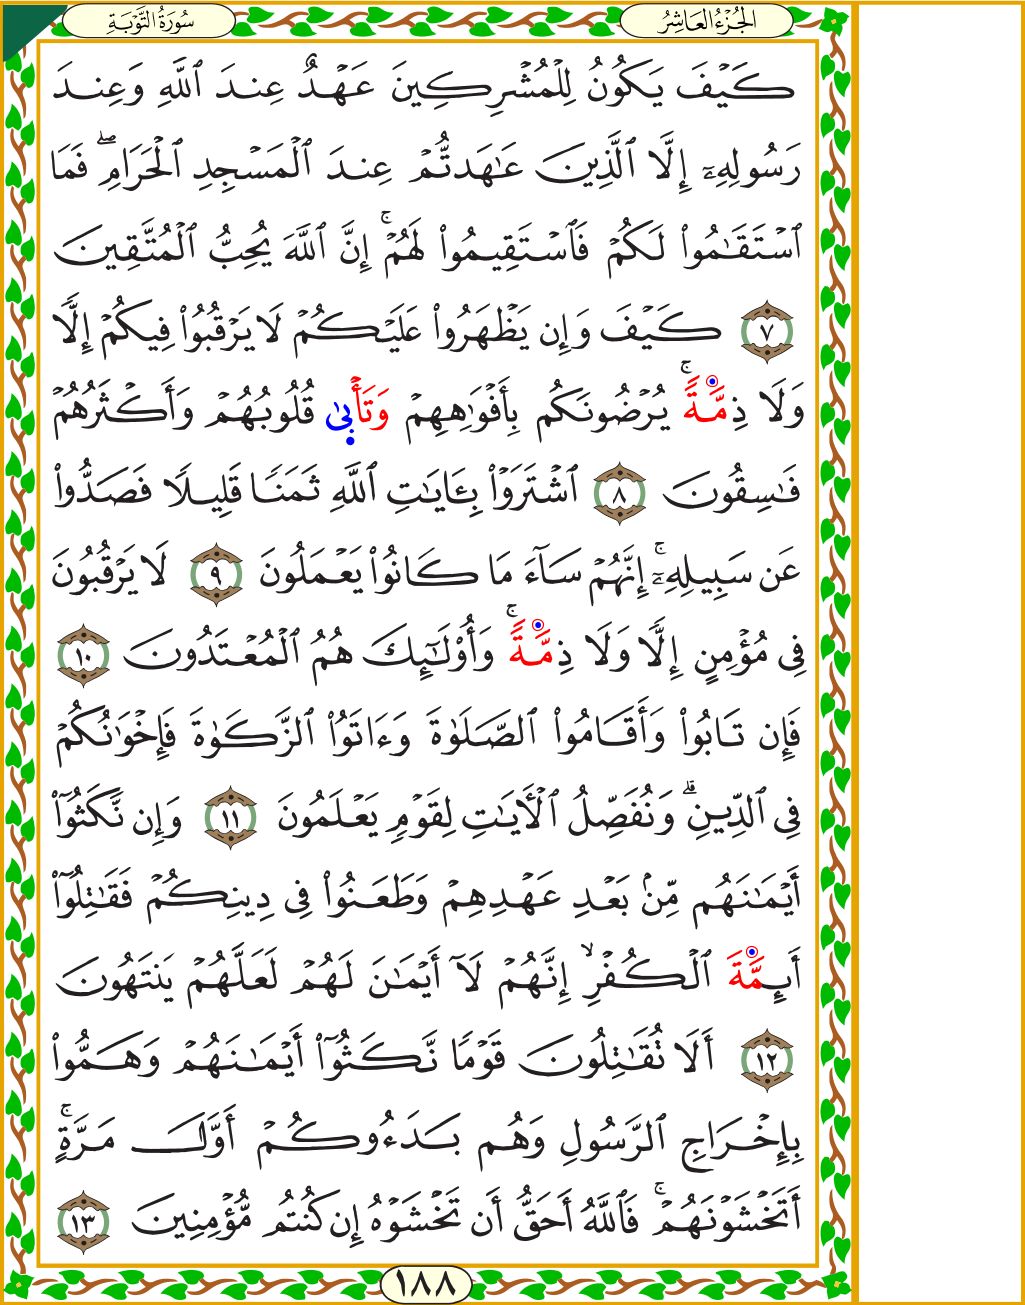 الجُزْءُ العَاشِرُ
سُورَةُ التَّوْبَةِ
كَيْفَ يَكُونُ لِلْمُشْرِكِينَ عَهْدٌ عِندَ ٱللَّهِ وَعِندَ
رَسُولِهِۦٓ إِلَّا ٱلَّذِينَ عَٰهَدتُّمْ عِندَ ٱلْمَسْجِدِ ٱلْحَرَامِ ۖ فَمَا
ٱسْتَقَٰمُوا۟ لَكُمْ فَٱسْتَقِيمُوا۟ لَهُمْ ۚ إِنَّ ٱللَّهَ يُحِبُّ ٱلْمُتَّقِينَ
٧ كَيْفَ وَإِن يَظْهَرُوا۟ عَلَيْكُمْ لَا يَرْقُبُوا۟ فِيكُمْ إِلًّا
وَلَا ذِمَّةً ۚ يُرْضُونَكُم بِأَفْوَٰهِهِمْ وَتَأْبَىٰ قُلُوبُهُمْ وَأَكْثَرُهُمْ
فَٰسِقُونَ ٨ ٱشْتَرَوْا۟ بِـَٔايَٰتِ ٱللَّهِ ثَمَنًا قَلِيلًا فَصَدُّوا۟
عَن سَبِيلِهِۦٓ ۚ إِنَّهُمْ سَآءَ مَا كَانُوا۟ يَعْمَلُونَ ٩ لَا يَرْقُبُونَ
فِى مُؤْمِنٍ إِلًّا وَلَا ذِمَّةً ۚ وَأُو۟لَٰٓئِكَ هُمُ ٱلْمُعْتَدُونَ ١٠
فَإِن تَابُوا۟ وَأَقَامُوا۟ ٱلصَّلَوٰةَ وَءَاتَوُا۟ ٱلزَّكَوٰةَ فَإِخْوَٰنُكُمْ
فِى ٱلدِّينِ ۗ وَنُفَصِّلُ ٱلْـَٔايَٰتِ لِقَوْمٍ يَعْلَمُونَ ١١ وَإِن نَّكَثُوٓا۟
أَيْمَٰنَهُم مِّنۢ بَعْدِ عَهْدِهِمْ وَطَعَنُوا۟ فِى دِينِكُمْ فَقَٰتِلُوٓا۟
أَئِمَّةَ ٱلْكُفْرِ ۙ إِنَّهُمْ لَآ أَيْمَٰنَ لَهُمْ لَعَلَّهُمْ يَنتَهُونَ
١٢ أَلَا تُقَٰتِلُونَ قَوْمًا نَّكَثُوٓا۟ أَيْمَٰنَهُمْ وَهَمُّوا۟
بِإِخْرَاجِ ٱلرَّسُولِ وَهُم بَدَءُوكُمْ أَوَّلَ مَرَّةٍ ۚ
أَتَخْشَوْنَهُمْ ۚ فَٱللَّهُ أَحَقُّ أَن تَخْشَوْهُ إِن كُنتُم مُّؤْمِنِينَ ١٣
١٨٨